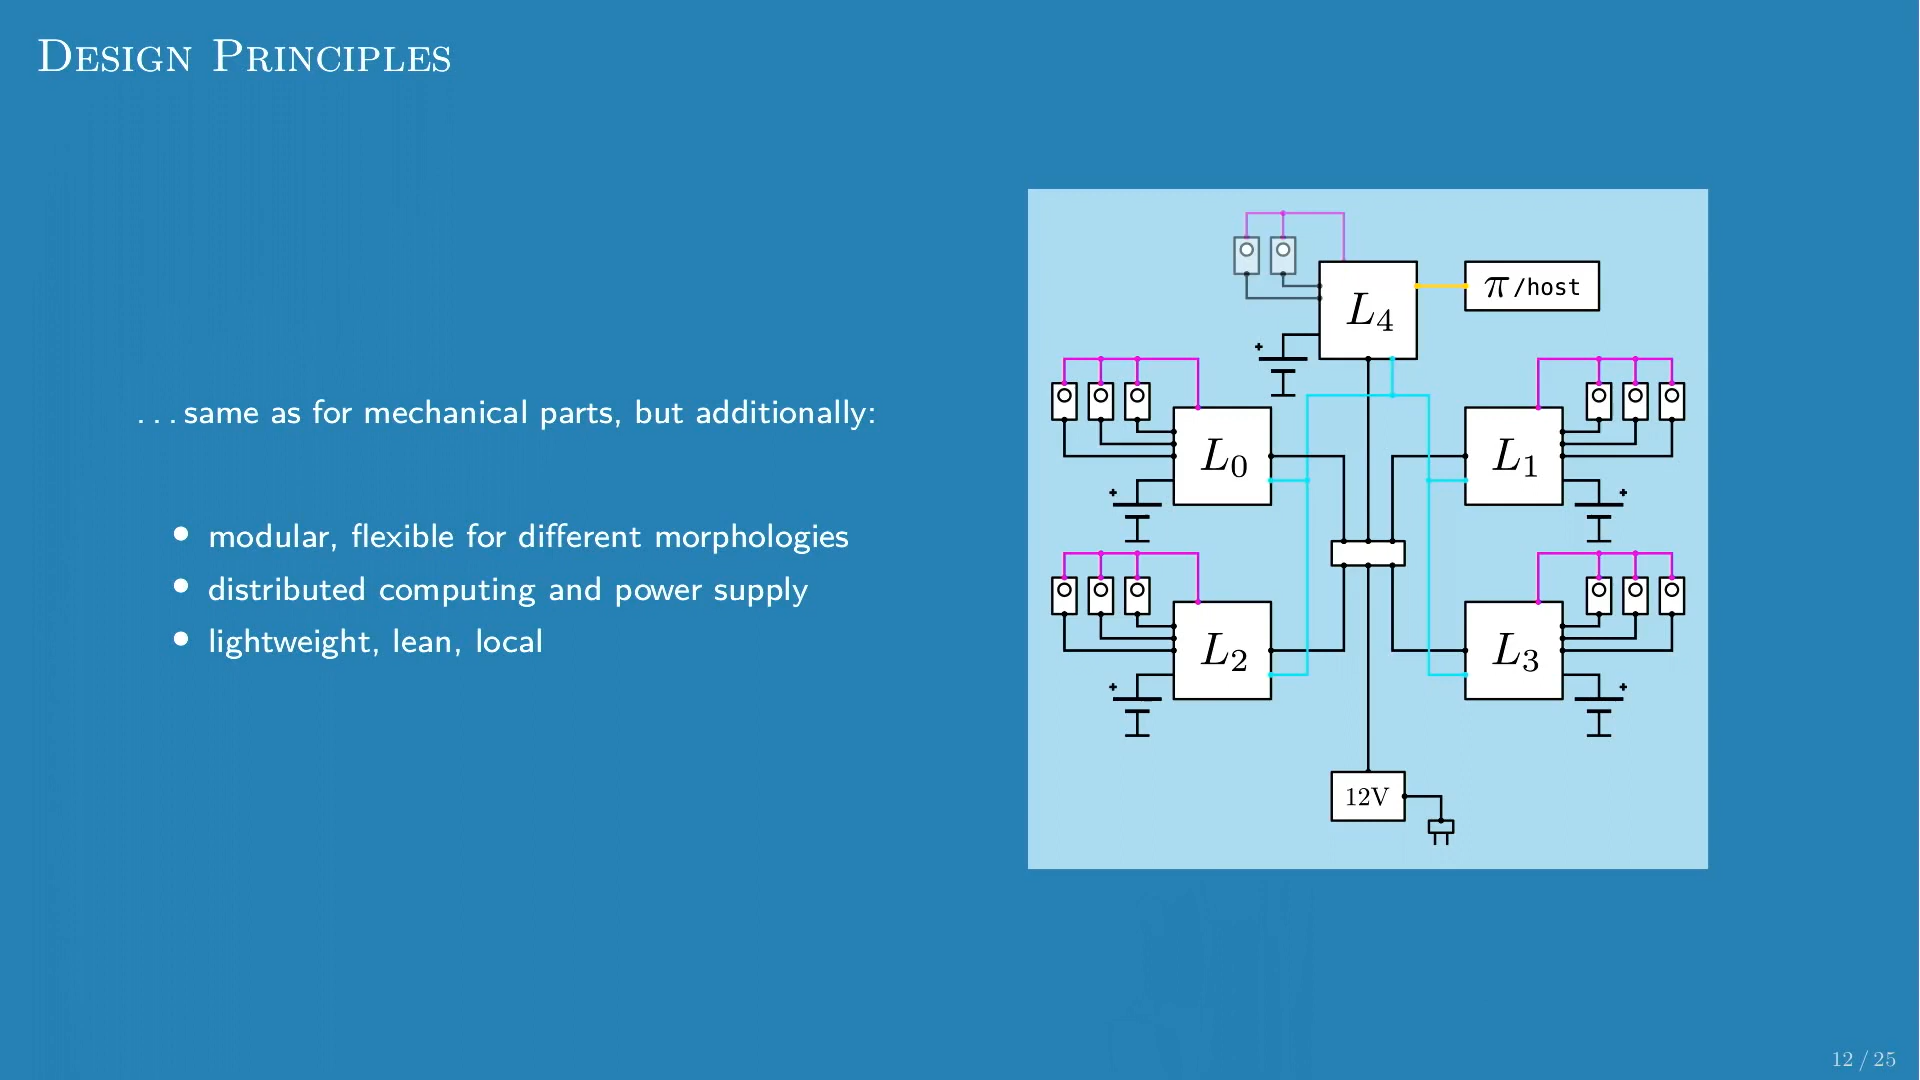 Design Principles
...same as for mechanical parts, but additionally:
• modular, flexible for different morphologies
• distributed computing and power supply
• lightweight, lean, local
L4
π/host
+
L0
L1
+
+
L2
L3
+
+
12V
12 / 25